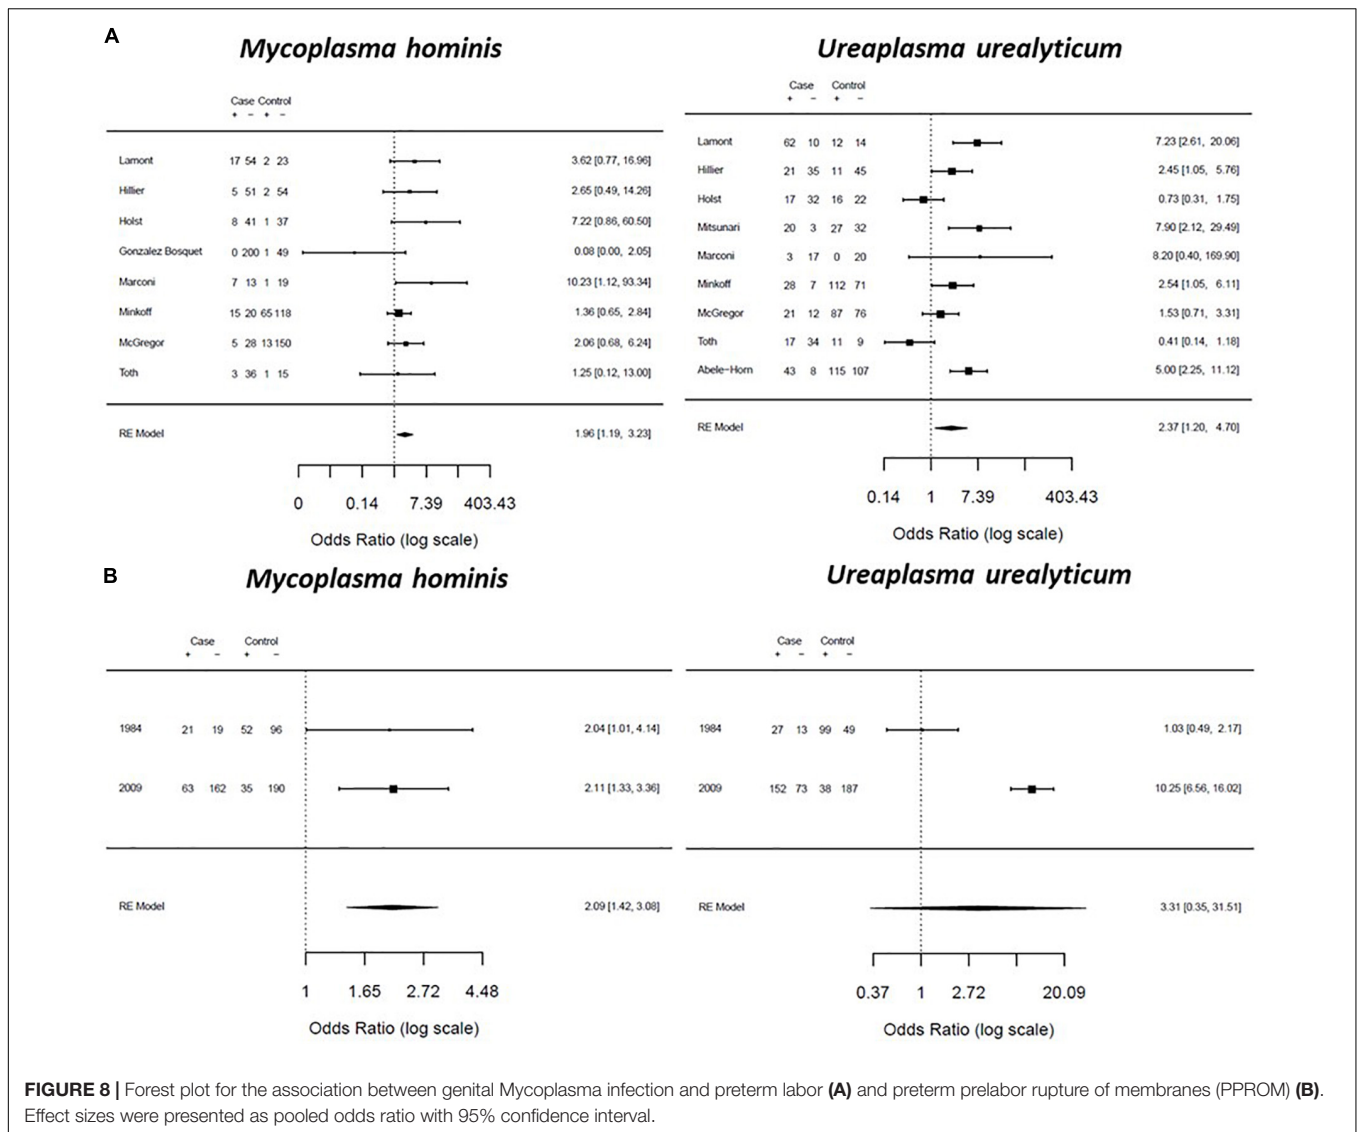 A
Mycoplasma hominis
Case Control
+ − + −
Lamont 17 54 2 23 3.62 [0.77, 16.96]
Hillier 5 51 2 54 2.65 [0.49, 14.26]
Holst 8 41 1 37 7.22 [0.86, 60.50]
Gonzalez Bosquet 0 200 1 49 0.08 [0.00, 2.05]
Marconi 7 13 1 19 10.23 [1.12, 93.34]
Minkoff 15 20 65 118 1.36 [0.65, 2.84]
McGregor 5 28 13 150 2.06 [0.68, 6.24]
Toth 3 36 1 15 1.25 [0.12, 13.00]
RE Model 1.96 [1.19, 3.23]
0 0.14 7.39 403.43
Odds Ratio (log scale)
Ureaplasma urealyticum
Case Control
+ − + −
Lamont 62 10 12 14 7.23 [2.61, 20.06]
Hillier 21 35 11 45 2.45 [1.05, 5.76]
Holst 17 32 16 22 0.73 [0.31, 1.75]
Mitsunari 20 3 27 32 7.90 [2.12, 29.49]
Marconi 3 17 0 20 8.20 [0.40, 169.90]
Minkoff 28 7 112 71 2.54 [1.05, 6.11]
McGregor 21 12 87 76 1.53 [0.71, 3.31]
Toth 17 34 11 9 0.41 [0.14, 1.18]
Abele−Horn 43 8 115 107 5.00 [2.25, 11.12]
RE Model 2.37 [1.20, 4.70]
0.14 1 7.39 403.43
Odds Ratio (log scale)
B
Mycoplasma hominis
Case Control
+ − + −
1984 21 19 52 96 2.04 [1.01, 4.14]
2009 63 162 35 190 2.11 [1.33, 3.36]
RE Model 2.09 [1.42, 3.08]
1 1.65 2.72 4.48
Odds Ratio (log scale)
Ureaplasma urealyticum
Case Control
+ − + −
1984 27 13 99 49 1.03 [0.49, 2.17]
2009 152 73 38 187 10.25 [6.56, 16.02]
RE Model 3.31 [0.35, 31.51]
0.37 1 2.72 20.09
Odds Ratio (log scale)
FIGURE 8 | Forest plot for the association between genital Mycoplasma infection and preterm labor (A) and preterm prelabor rupture of membranes (PPROM) (B).
Effect sizes were presented as pooled odds ratio with 95% confidence interval.